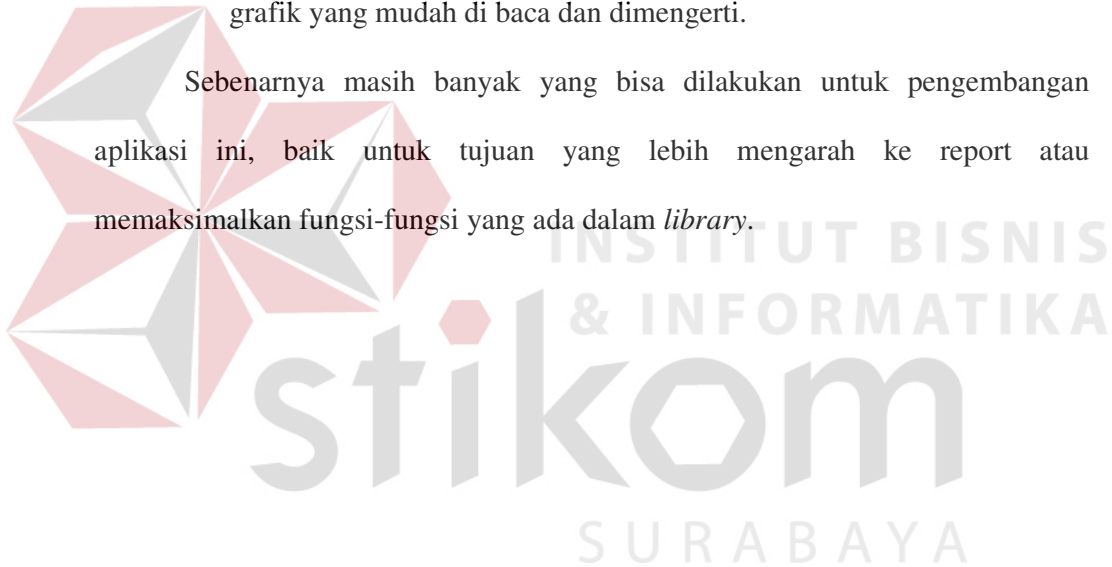 grafik yang mudah di baca dan dimengerti.
Sebenarnya masih banyak yang bisa dilakukan untuk pengembangan
aplikasi ini, baik untuk tujuan yang lebih mengarah ke report atau
memaksimalkan fungsi-fungsi yang ada dalam library.
INSTITUT BISNIS
& INFORMATIKA
stikom
SURABAYA